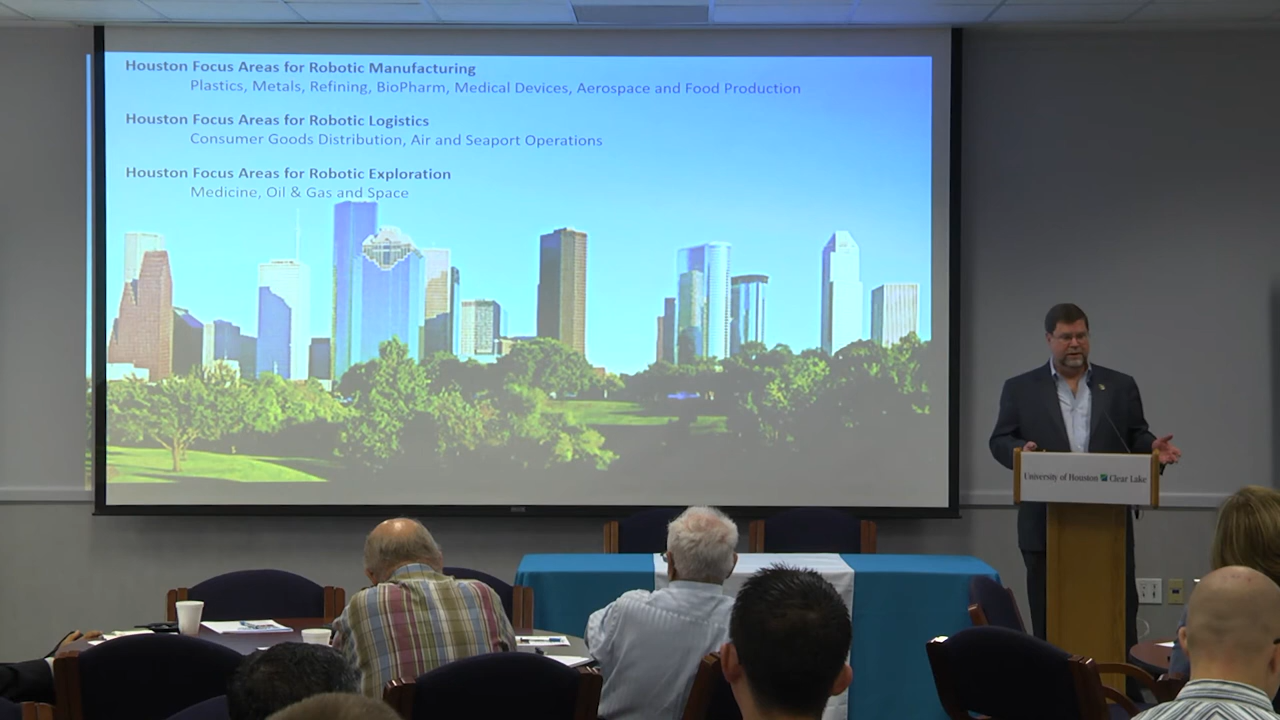 Houston Focus Areas for Robotic Manufacturing
Plastics, Metals, Refining, BioPharm, Medical Devices, Aerospace and Food Production
Houston Focus Areas for Robotic Logistics
Consumer Goods Distribution, Air and Seaport Operations
Houston Focus Areas for Robotic Exploration
Medicine, Oil & Gas and Space
University of Houston Clear Lake